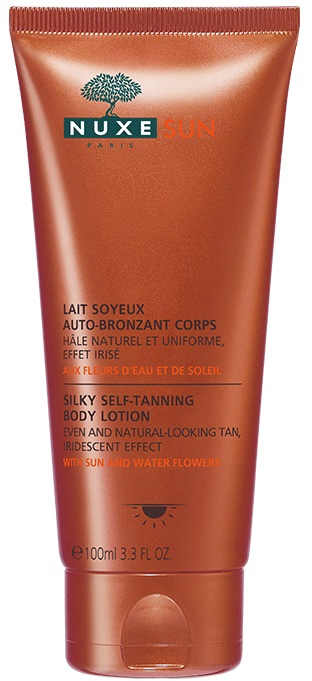 NUXE SUN
PARIS
LAIT SOYEUX
AUTO-BRONZANT CORPS
HÂLE NATUREL ET UNIFORME,
EFFET IRISÉ
AUX FLEURS D'EAU ET DE SOLEIL
SILKY SELF-TANNING
BODY LOTION
EVEN AND NATURAL-LOOKING TAN,
IRIDESCENT EFFECT
WITH SUN AND WATER FLOWERS
℮100ml 3.3 FL OZ.